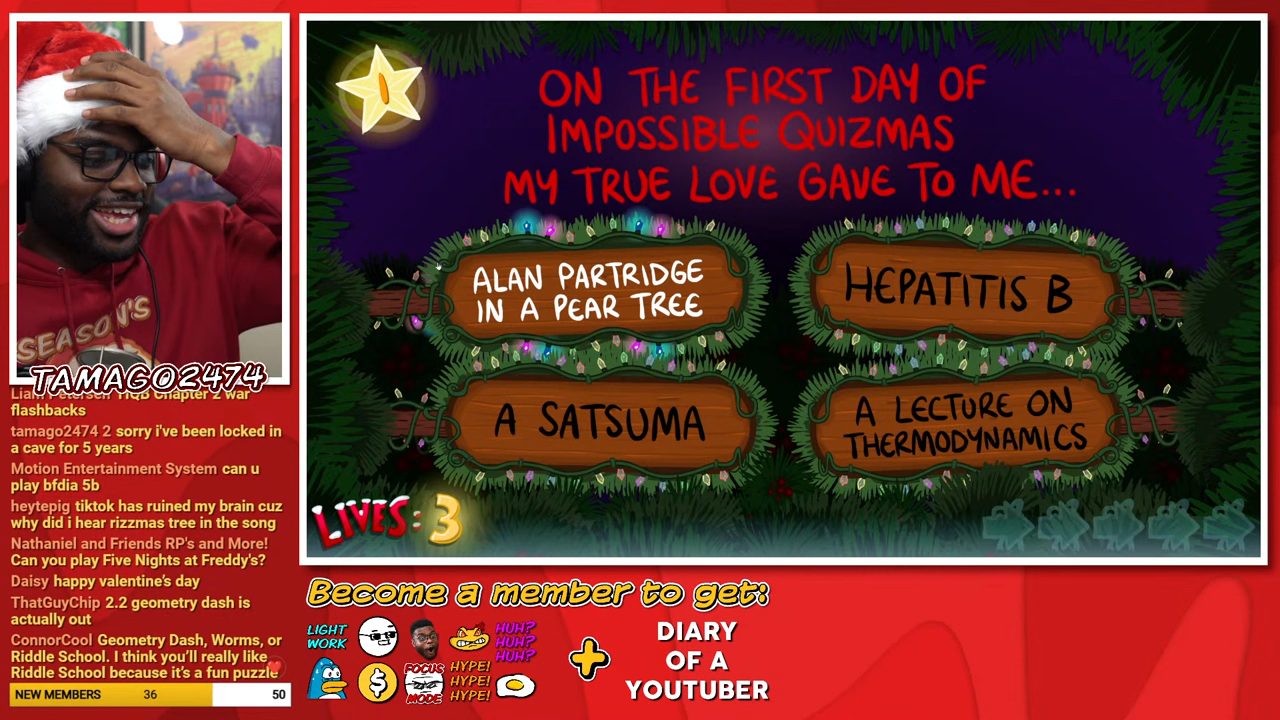 SEASON'S
TAMAGO2474
flashbacks
tamago2474 2 sorry i've been locked in
a cave for 5 years
Motion Entertainment System can u
play bfdia 5b
heytepig tiktok has ruined my brain cuz
why did i hear rizzmas tree in the song
Nathaniel and Friends RP's and More!
Can you play Five Nights at Freddy's?
Daisy happy valentine's day
ThatGuyChip 2.2 geometry dash is
actually out
ConnorCool Geometry Dash, Worms, or
Riddle School. I think you'll really like
Riddle School because it's a fun puzzle
NEW MEMBERS 36 50
1
ON THE FIRST DAY OF
IMPOSSIBLE QUIZMAS
MY TRUE LOVE GAVE TO ME...
ALAN PARTRIDGE
IN A PEAR TREE
HEPATITIS B
A SATSUMA
A LECTURE ON
THERMODYNAMICS
LIVES: 3
Become a member to get:
LIGHT
WORK
HUH?
HUH?
HUH?
FOCUS
MODE
HYPE!
HYPE!
HYPE!
$
+
DIARY
OF A
YOUTUBER